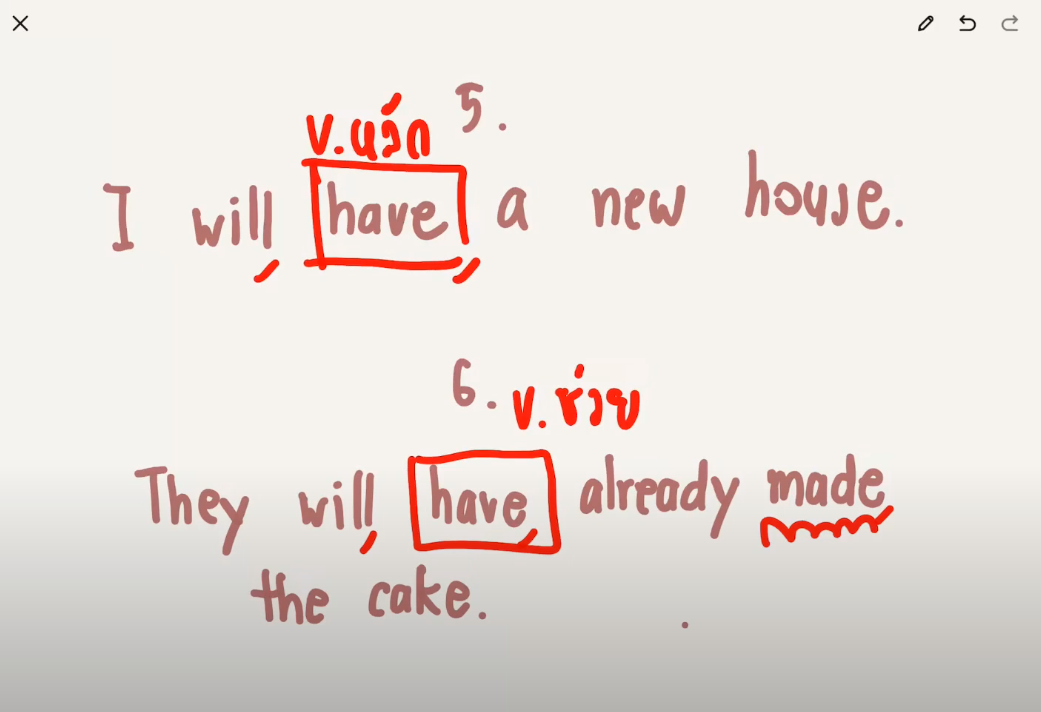 v.หลัก 5.
I will have a new house.
6. v.ช่วย
They will have already made
the cake.